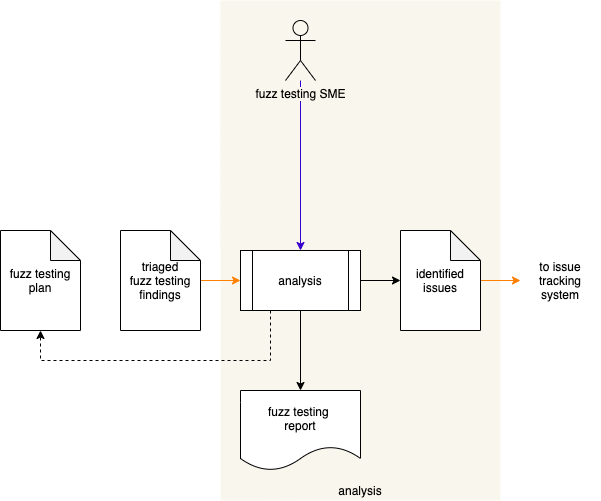 fuzz testing SME
fuzz testing
plan
triaged
fuzz testing
findings
analysis
identified
issues
to issue
tracking
system
fuzz testing
report
analysis